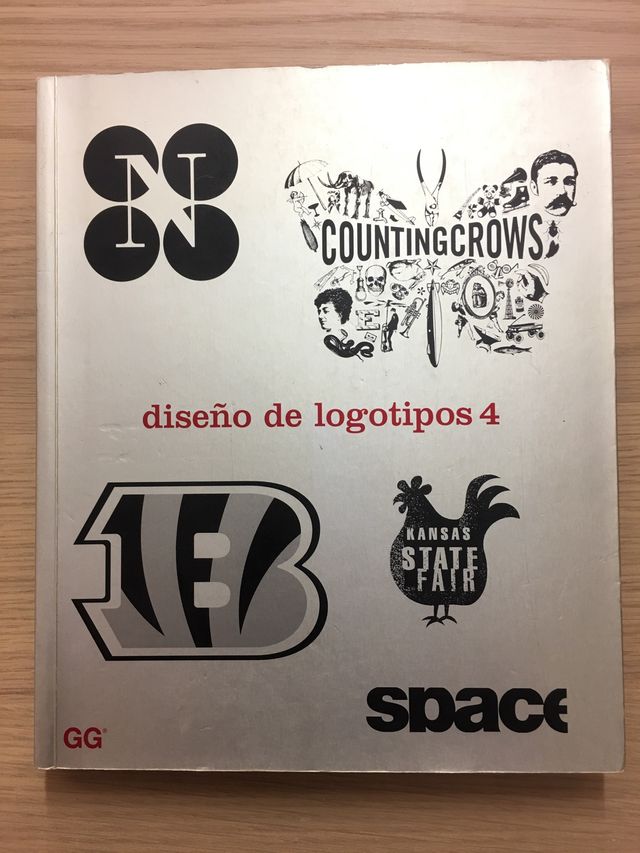 N
COUNTINGCROWS
E
diseño de logotipos 4
B
KANSAS
STATE
FAIR
space
GG®